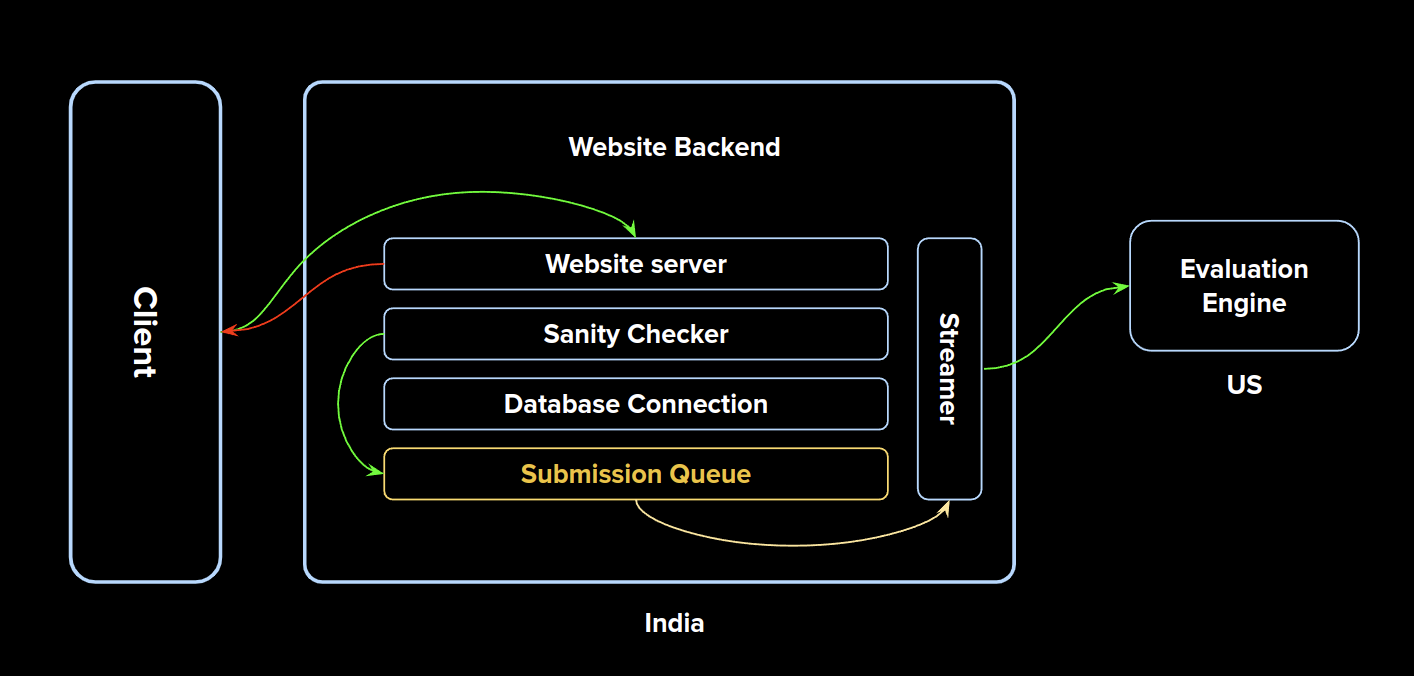 Website Backend
Client
Website server
Sanity Checker
Database Connection
Submission Queue
Streamer
Evaluation
Engine
US
India